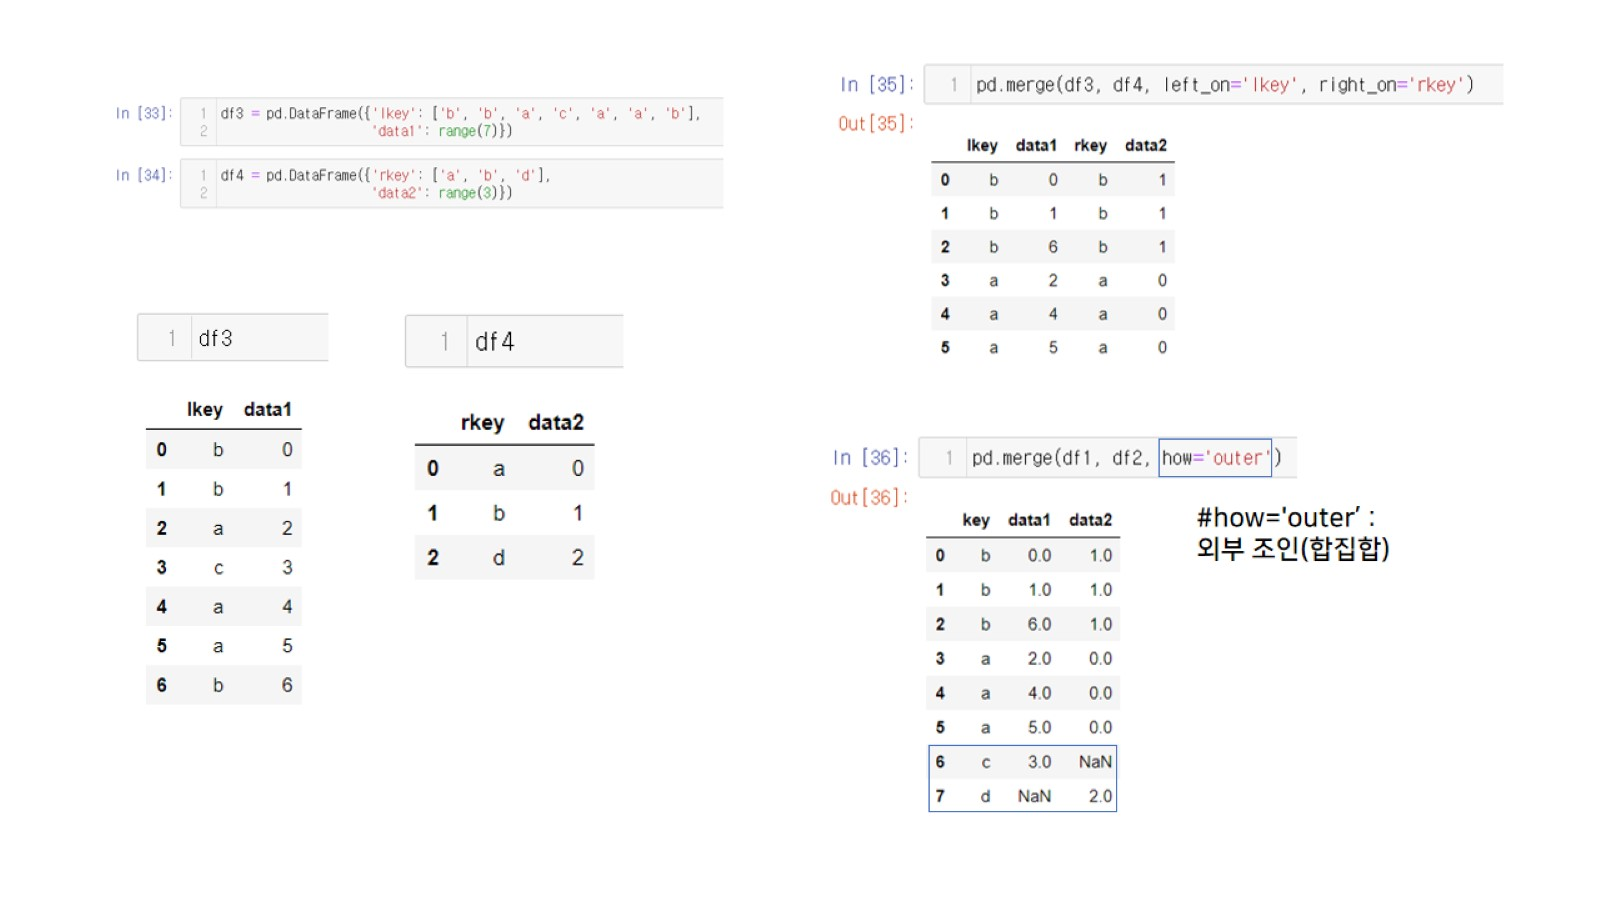 In [33]:
1 df3 = pd.DataFrame({'lkey': ['b', 'b', 'a', 'c', 'a', 'a', 'b'],
2 'data1': range(7)})
In [34]:
1 df4 = pd.DataFrame({'rkey': ['a', 'b', 'd'],
2 'data2': range(3)})
1 df3
lkey data1
0 b 0
1 b 1
2 a 2
3 c 3
4 a 4
5 a 5
6 b 6
1 df4
rkey data2
0 a 0
1 b 1
2 d 2
In [35]:
1 pd.merge(df3, df4, left_on='lkey', right_on='rkey')
Out[35]:
lkey data1 rkey data2
0 b 0 b 1
1 b 1 b 1
2 b 6 b 1
3 a 2 a 0
4 a 4 a 0
5 a 5 a 0
In [36]:
1 pd.merge(df1, df2, how='outer')
Out[36]:
key data1 data2
0 b 0.0 1.0
1 b 1.0 1.0
2 b 6.0 1.0
3 a 2.0 0.0
4 a 4.0 0.0
5 a 5.0 0.0
6 c 3.0 NaN
7 d NaN 2.0
#how='outer’ :
외부 조인(합집합)